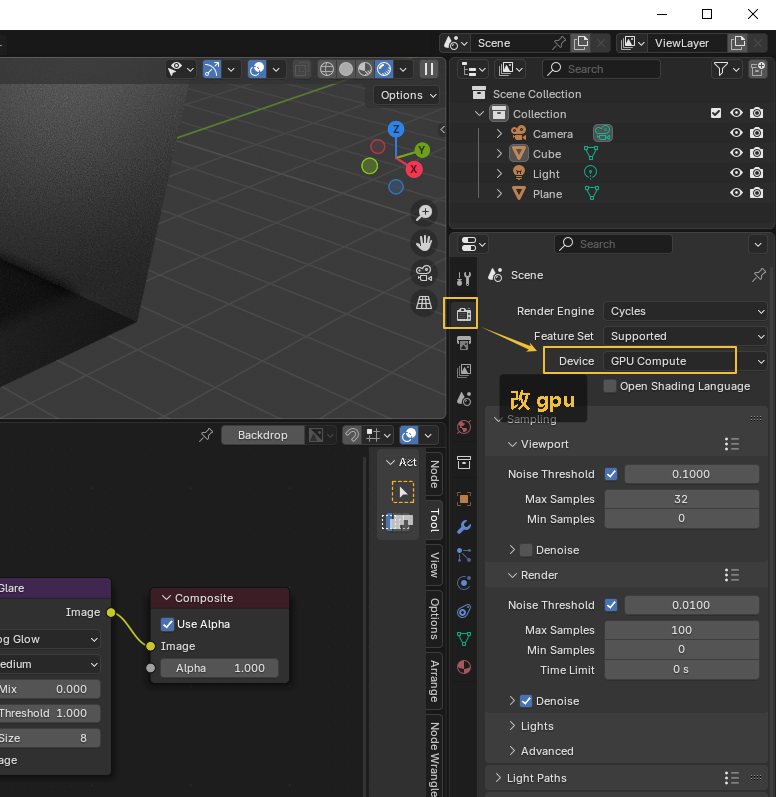 Scene
ViewLayer
Search
Options
Scene Collection
Collection
Camera
Cube
Light
Plane
Z
Y
X
Search
Scene
Render Engine Cycles
Feature Set Supported
Device GPU Compute
Open Shading Language
改 gpu
Sampling
Viewport
Noise Threshold 0.1000
Max Samples 32
Min Samples 0
Denoise
Render
Noise Threshold 0.0100
Max Samples 100
Min Samples 0
Time Limit 0 s
Denoise
Lights
Advanced
Light Paths
Backdrop
Act
Node
Tool
View
Options
Arrange
Node Wrangle
Glare
Image
og Glow
edium
Mix 0.000
Threshold 1.000
Size 8
age
Composite
Use Alpha
Image
Alpha 1.000